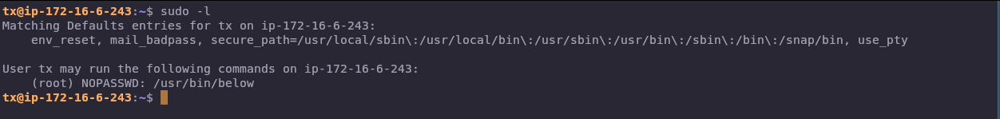 tx@ip-172-16-6-243:~$ sudo -l
Matching Defaults entries for tx on ip-172-16-6-243:
    env_reset, mail_badpass, secure_path=/usr/local/sbin\:/usr/local/bin\:/usr/sbin\:/usr/bin\:/sbin\:/bin\:/snap/bin, use_pty

User tx may run the following commands on ip-172-16-6-243:
    (root) NOPASSWD: /usr/bin/below
tx@ip-172-16-6-243:~$